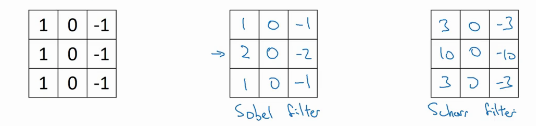 1 0 -1
1 0 -1
1 0 -1
1 0 -1
→ 2 0 -2
1 0 -1
Sobel filter
3 0 -3
10 0 -10
3 0 -3
Scharr filter